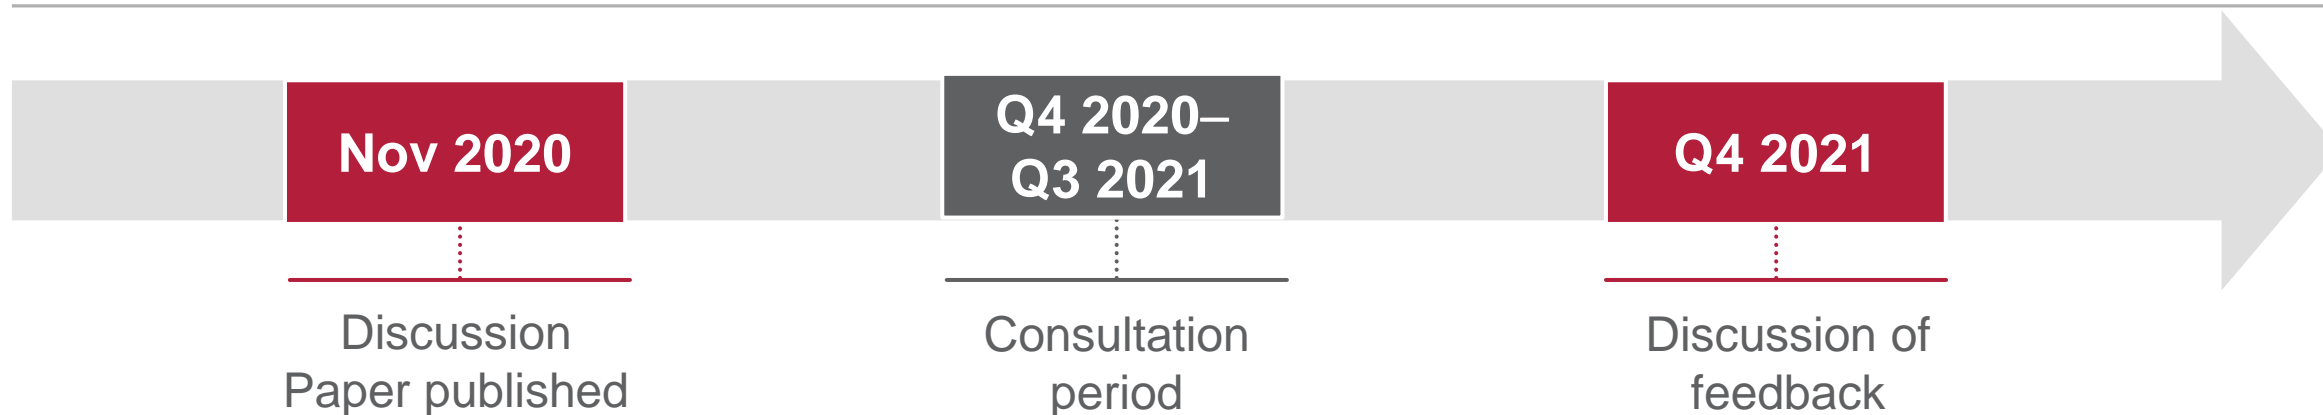 Nov 2020
Q4 2020–
Q3 2021
Q4 2021
Discussion
Paper published
Consultation
period
Discussion of
feedback